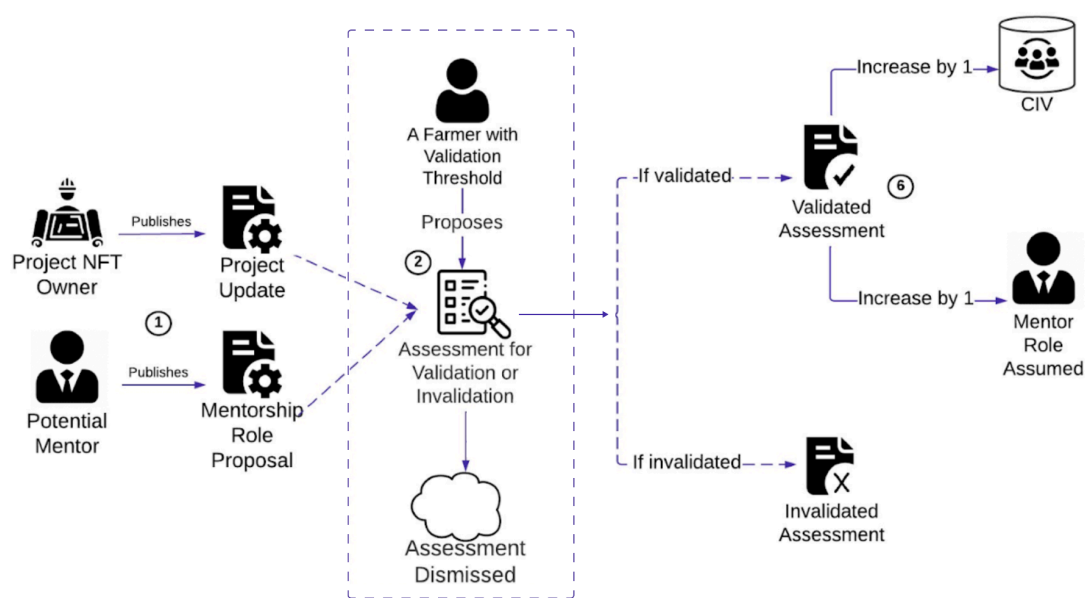 Project NFT
Owner
Publishes
Project
Update
1
Potential
Mentor
Publishes
Mentorship
Role
Proposal
A Farmer with
Validation
Threshold
Proposes
2
Assessment for
Validation or
Invalidation
Assessment
Dismissed
If validated
Validated
Assessment
6
Increase by 1
CIV
Increase by 1
Mentor
Role
Assumed
If invalidated
X
Invalidated
Assessment